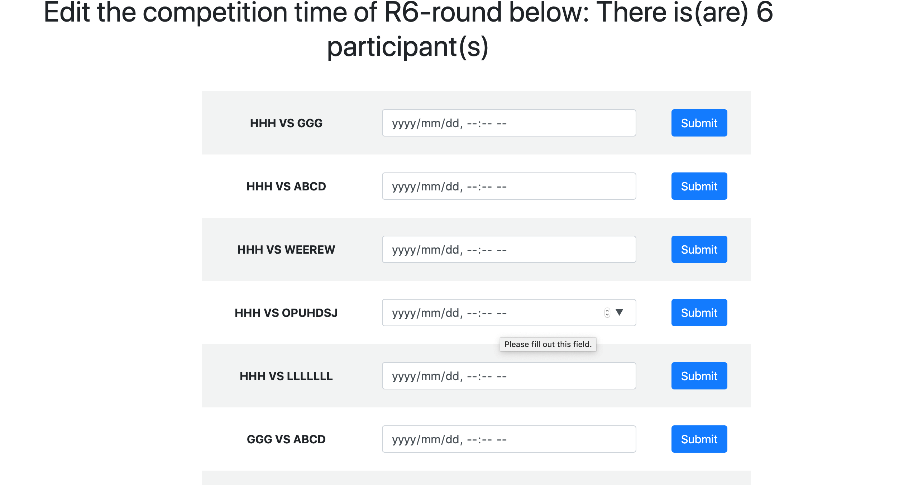 Edit the competition time of R6-round below: There is(are) 6
participant(s)
HHH VS GGG yyyy/mm/dd, --:-- -- Submit
HHH VS ABCD yyyy/mm/dd, --:-- -- Submit
HHH VS WEEREW yyyy/mm/dd, --:-- -- Submit
HHH VS OPUHDSJ yyyy/mm/dd, --:-- -- Submit
Please fill out this field.
HHH VS LLLLLLL yyyy/mm/dd, --:-- -- Submit
GGG VS ABCD yyyy/mm/dd, --:-- -- Submit